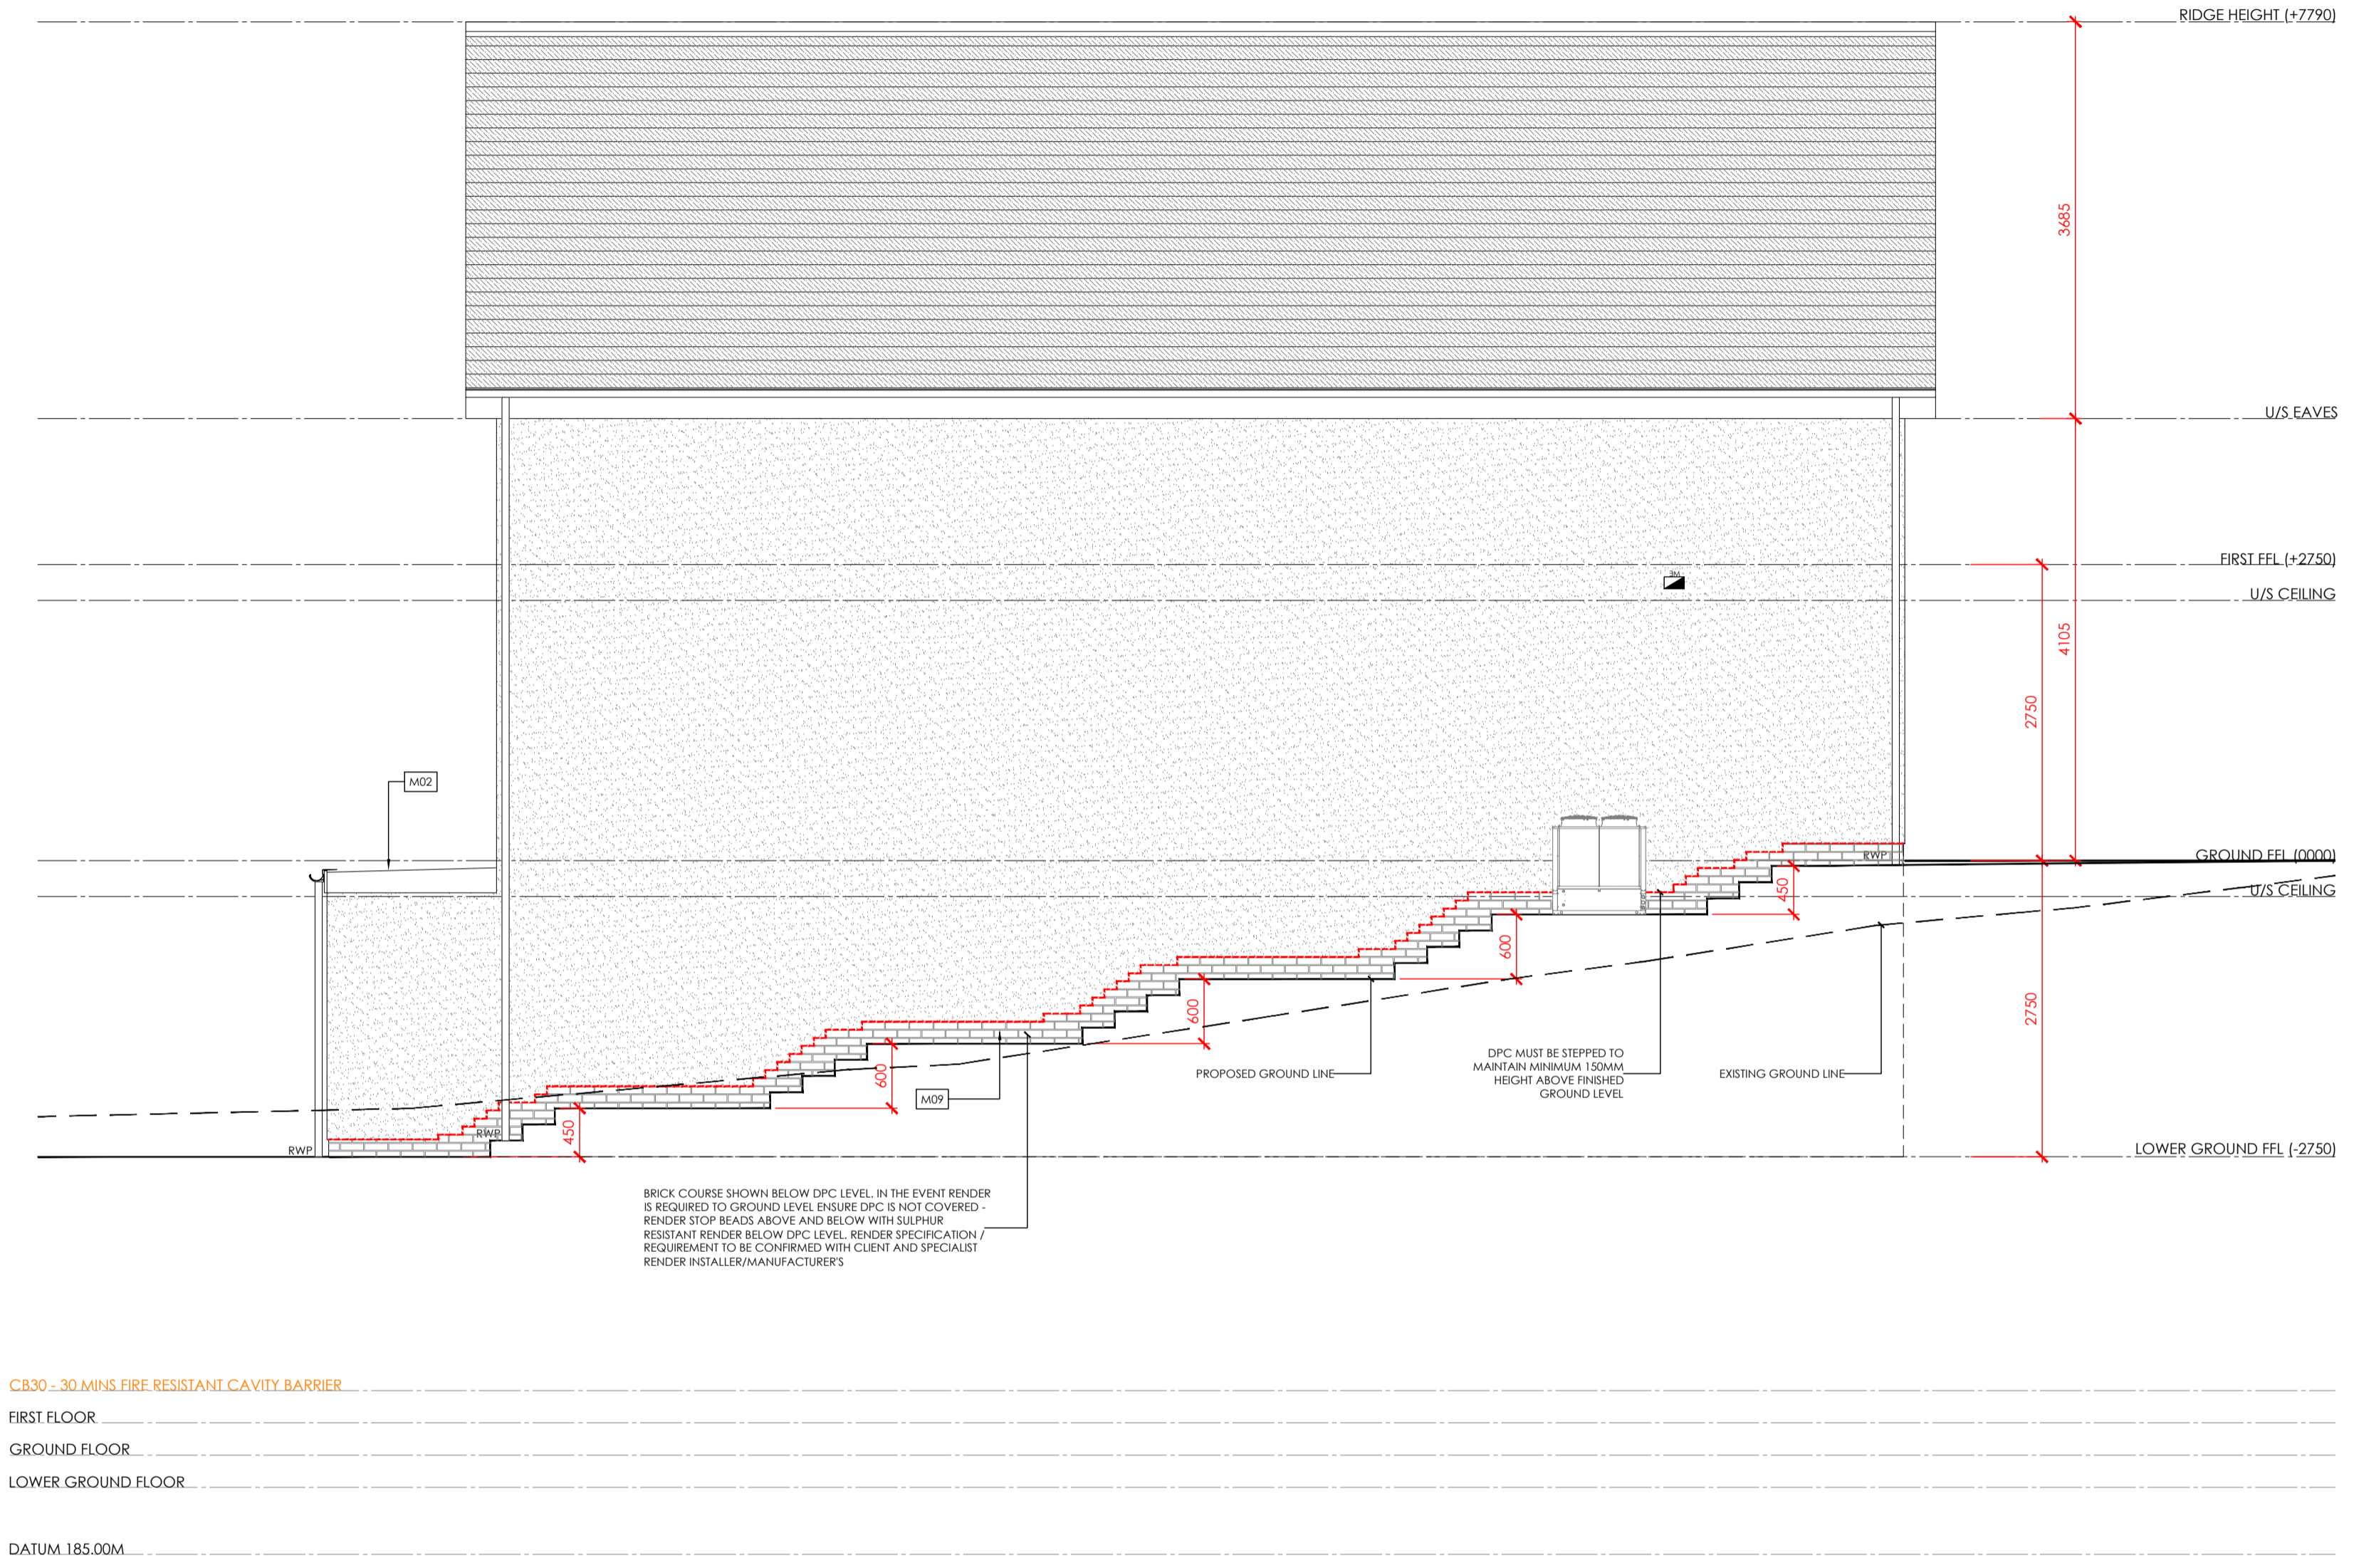 RIDGE HEIGHT (+7790)
3685
U/S EAVES
FIRST FFL (+2750)
U/S CEILING
4105
2750
M02
GROUND FFL (0000)
RWP
U/S CEILING
450
600
600
2750
DPC MUST BE STEPPED TO
MAINTAIN MINIMUM 150MM
HEIGHT ABOVE FINISHED
GROUND LEVEL
PROPOSED GROUND LINE
EXISTING GROUND LINE
600
M09
450
RWP
RWP
LOWER GROUND FFL (-2750)
BRICK COURSE SHOWN BELOW DPC LEVEL. IN THE EVENT RENDER
IS REQUIRED TO GROUND LEVEL ENSURE DPC IS NOT COVERED -
RENDER STOP BEADS ABOVE AND BELOW WITH SULPHUR
RESISTANT RENDER BELOW DPC LEVEL. RENDER SPECIFICATION /
REQUIREMENT TO BE CONFIRMED WITH CLIENT AND SPECIALIST
RENDER INSTALLER/MANUFACTURER'S
CB30 - 30 MINS FIRE RESISTANT CAVITY BARRIER
FIRST FLOOR
GROUND FLOOR
LOWER GROUND FLOOR
DATUM 185.00M